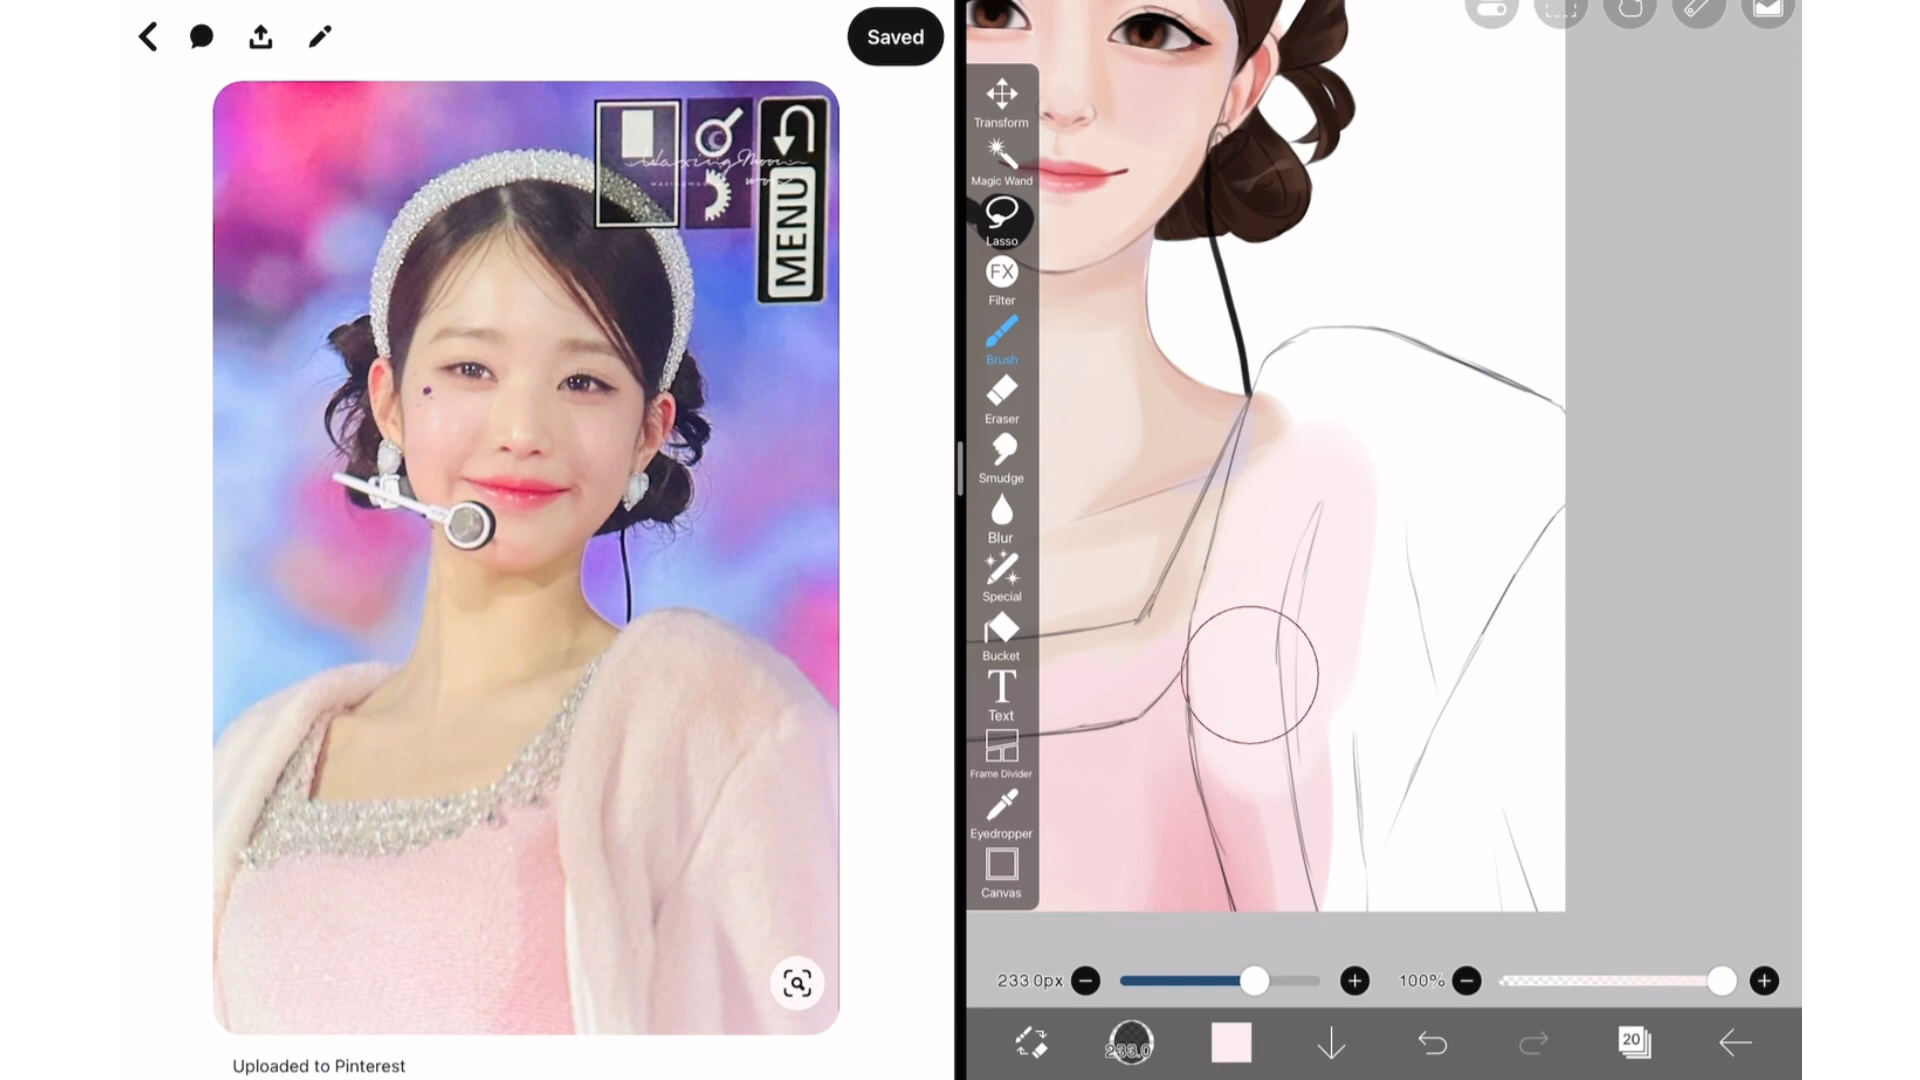 Saved
MENU
Uploaded to Pinterest
Transform
Magic Wand
Lasso
FX
Filter
Brush
Eraser
Smudge
Blur
Special
Bucket
T
Text
Frame Divider
Eyedropper
Canvas
233.0px
100%
233.0
20